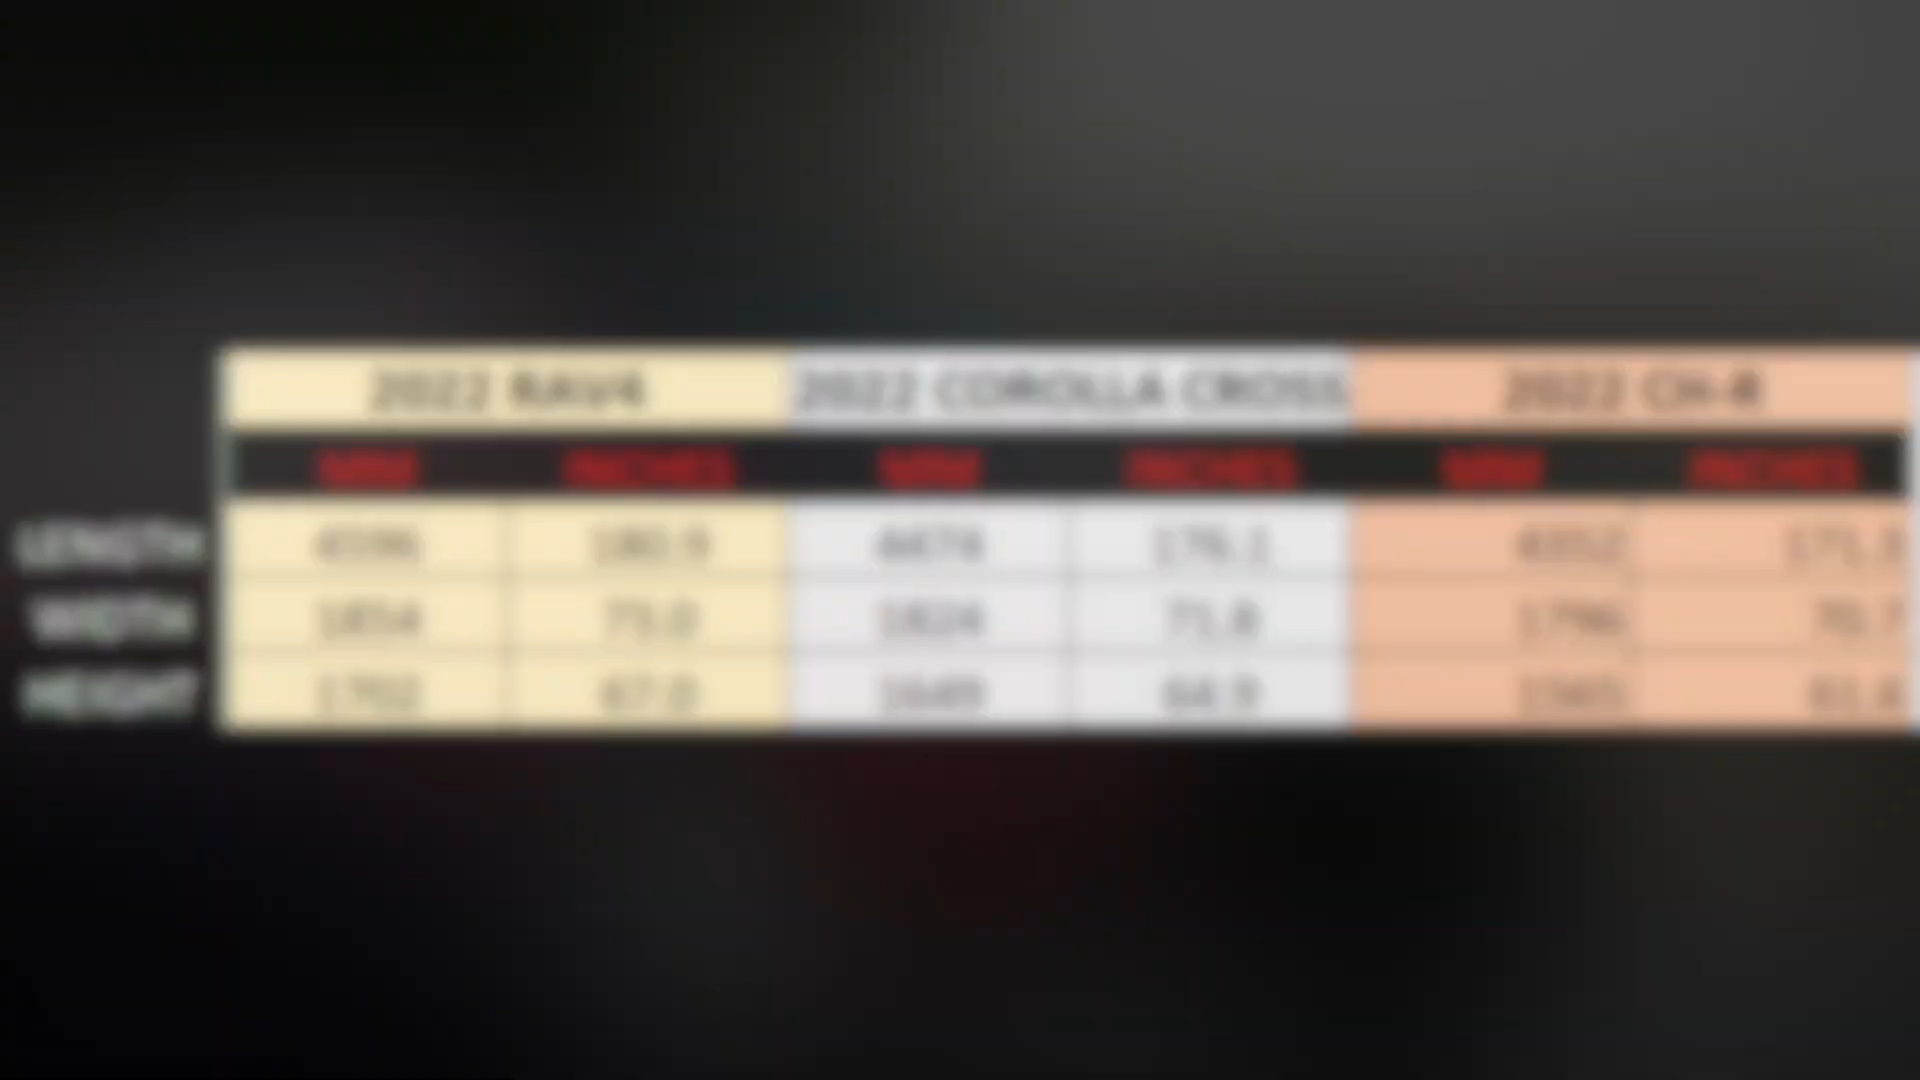 2022 RAV4 2022 COROLLA CROSS 2022 CH-R
MM INCHES MM INCHES MM INCHES
LENGTH 4596 180.9 4474 176.1 4352 171.3
WIDTH 1854 73.0 1824 71.8 1796 70.7
HEIGHT 1702 67.0 1649 64.9 1565 61.6